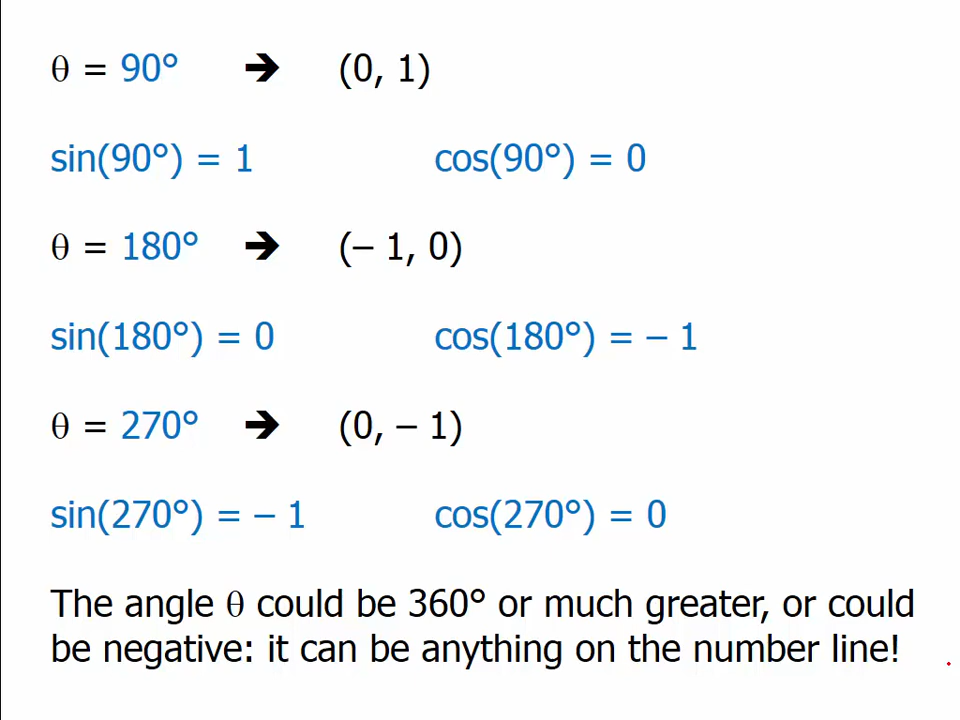 θ = 90° ➔ (0, 1)
sin(90°) = 1 cos(90°) = 0
θ = 180° ➔ (– 1, 0)
sin(180°) = 0 cos(180°) = – 1
θ = 270° ➔ (0, – 1)
sin(270°) = – 1 cos(270°) = 0
The angle θ could be 360° or much greater, or could
be negative: it can be anything on the number line!